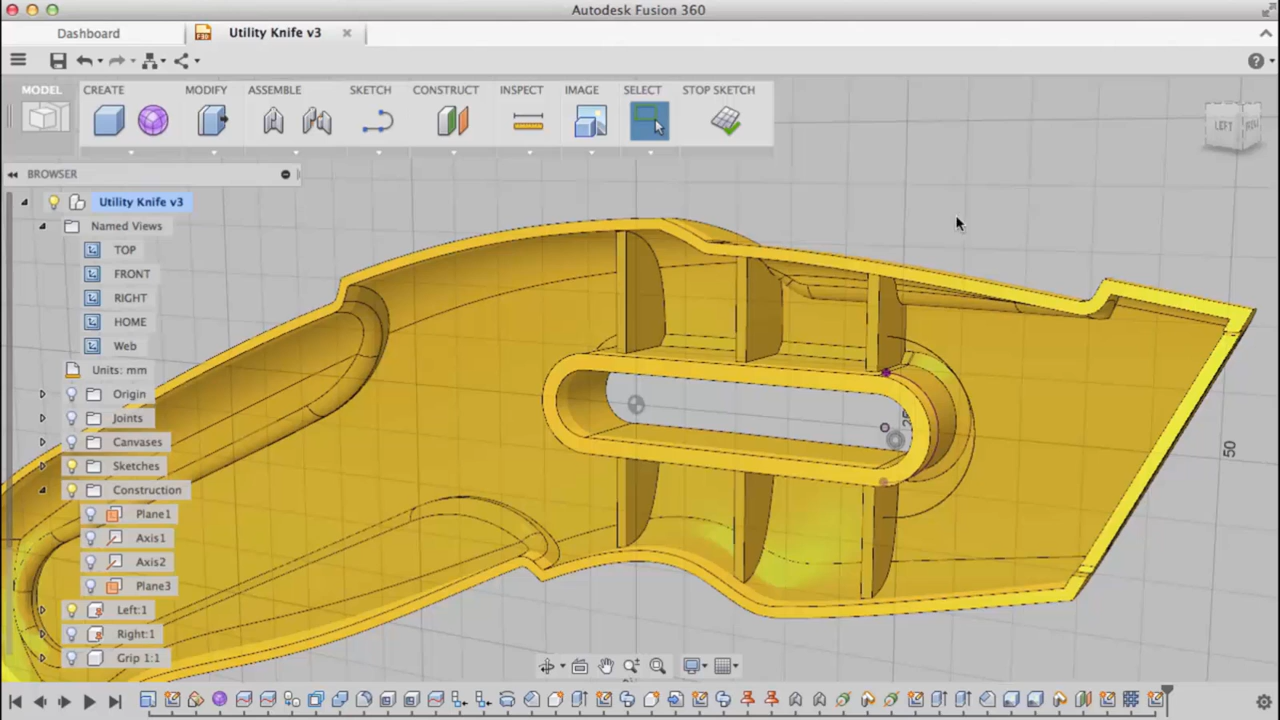 Autodesk Fusion 360
Dashboard
Utility Knife v3
MODEL
CREATE
MODIFY
ASSEMBLE
SKETCH
CONSTRUCT
INSPECT
IMAGE
SELECT
STOP SKETCH
LEFT
BROWSER
Utility Knife v3
Named Views
TOP
FRONT
RIGHT
HOME
Web
Units: mm
Origin
Joints
Canvases
Sketches
Construction
Plane1
Axis1
Axis2
Plane3
Left:1
Right:1
Grip 1:1
50